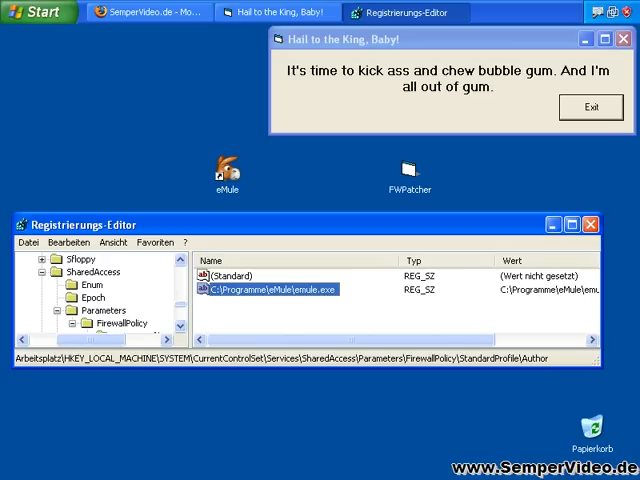 Start
SemperVideo.de - Mo...
Hail to the King, Baby!
Registrierungs-Editor
Hail to the King, Baby!
It's time to kick ass and chew bubble gum. And I'm
all out of gum.
Exit
eMule
FWPatcher
Registrierungs-Editor
Datei Bearbeiten Ansicht Favoriten ?
Sfloppy
SharedAccess
Enum
Epoch
Parameters
FirewallPolicy
Name Typ Wert
(Standard) REG_SZ (Wert nicht gesetzt)
C:\Programme\eMule\emule.exe REG_SZ C:\Programme\eMule\emu
Arbeitsplatz\HKEY_LOCAL_MACHINE\SYSTEM\CurrentControlSet\Services\SharedAccess\Parameters\FirewallPolicy\StandardProfile\Author
Papierkorb
www.SemperVideo.de